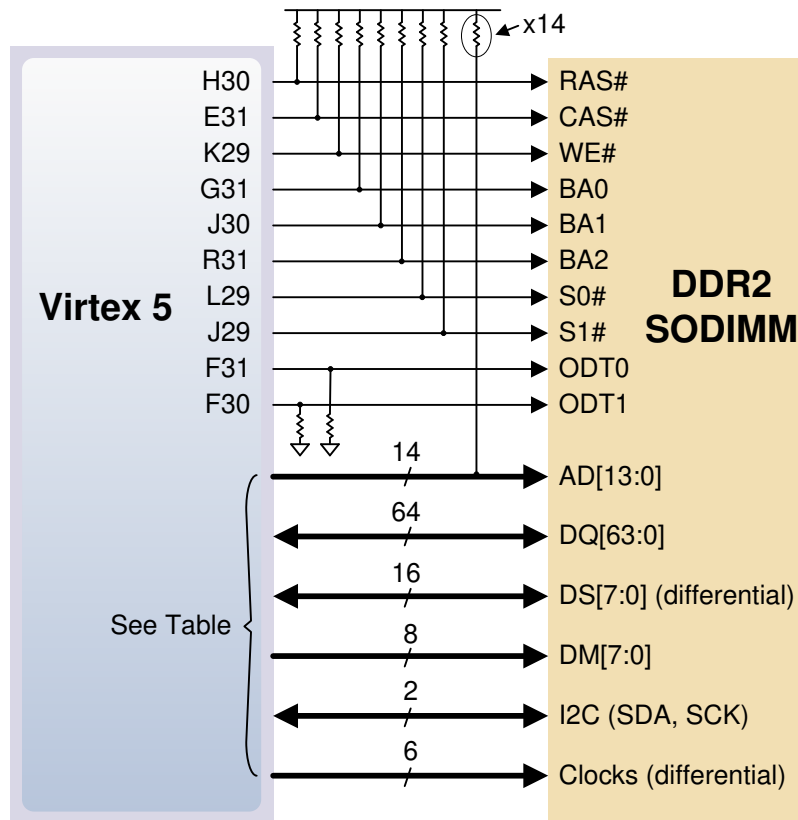 x14
H30 RAS#
E31 CAS#
K29 WE#
G31 BA0
J30 BA1
R31 BA2
L29 S0#
J29 S1#
F31 ODT0
F30 ODT1
Virtex 5
DDR2
SODIMM
14 AD[13:0]
64 DQ[63:0]
16 DS[7:0] (differential)
See Table
8 DM[7:0]
2 I2C (SDA, SCK)
6 Clocks (differential)